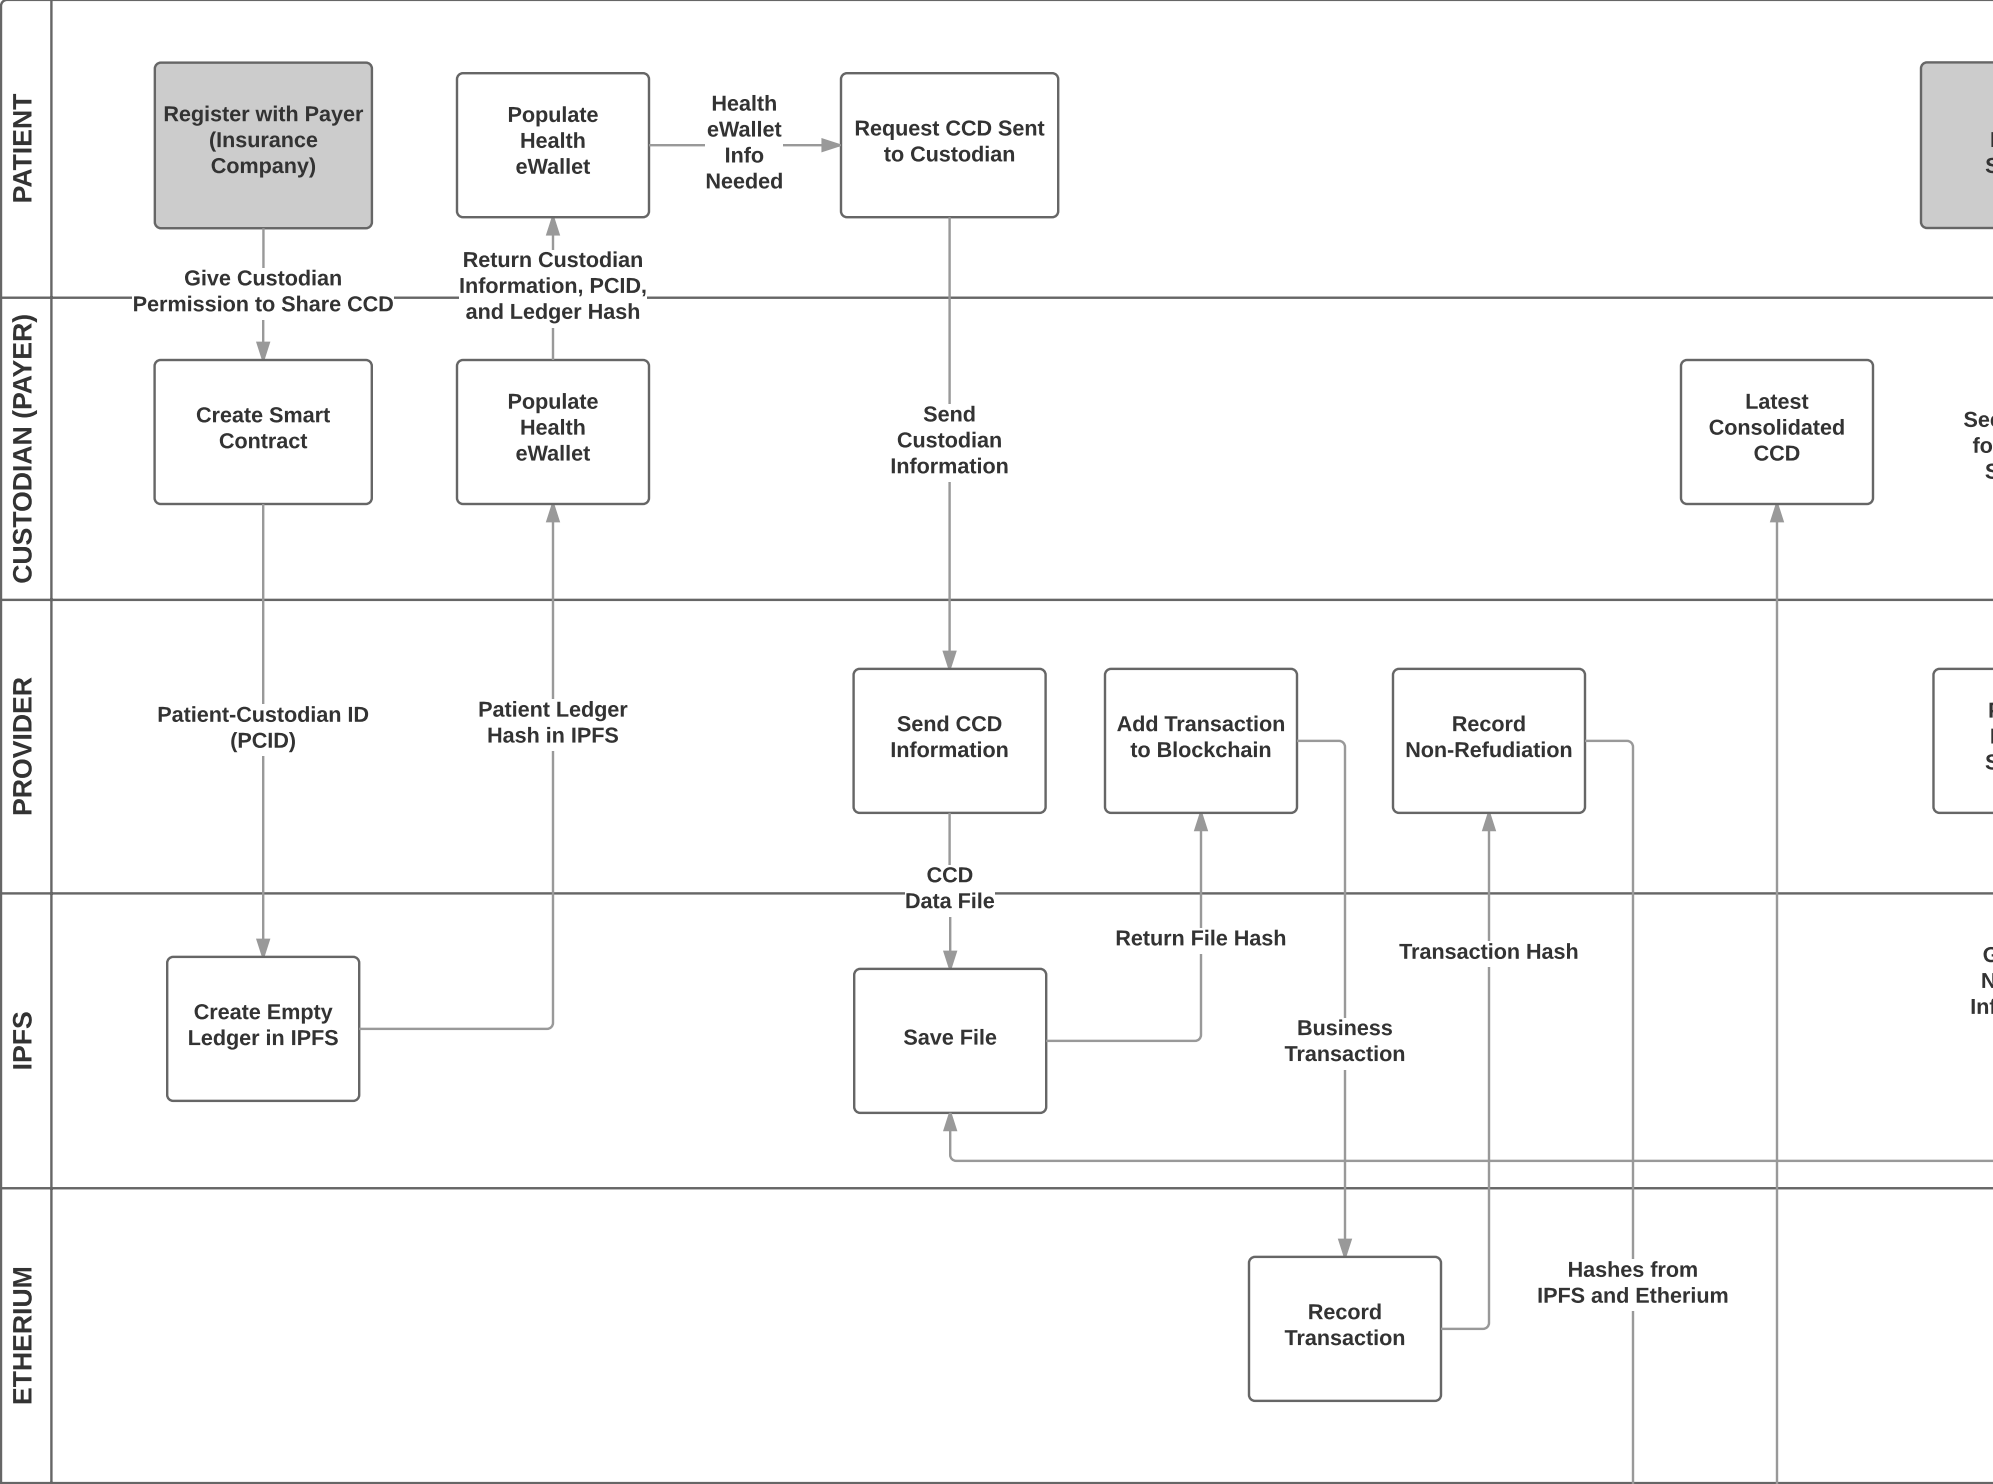 PATIENT
Register with Payer
(Insurance
Company)
Populate
Health
eWallet
Health
eWallet
Info
Needed
Request CCD Sent
to Custodian
Give Custodian
Permission to Share CCD
Return Custodian
Information, PCID,
and Ledger Hash
CUSTODIAN (PAYER)
Create Smart
Contract
Populate
Health
eWallet
Send
Custodian
Information
Latest
Consolidated
CCD
PROVIDER
Patient-Custodian ID
(PCID)
Patient Ledger
Hash in IPFS
Send CCD
Information
Add Transaction
to Blockchain
Record
Non-Refudiation
CCD
Data File
Return File Hash
Transaction Hash
IPFS
Create Empty
Ledger in IPFS
Save File
Business
Transaction
ETHERIUM
Record
Transaction
Hashes from
IPFS and Etherium